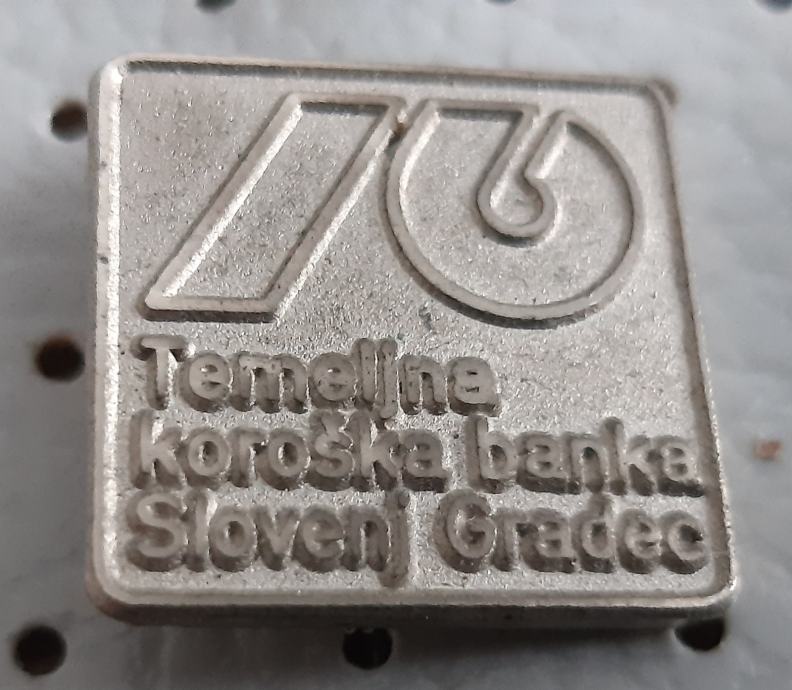 Temeljna
koroška banka
Slovenj Gradec